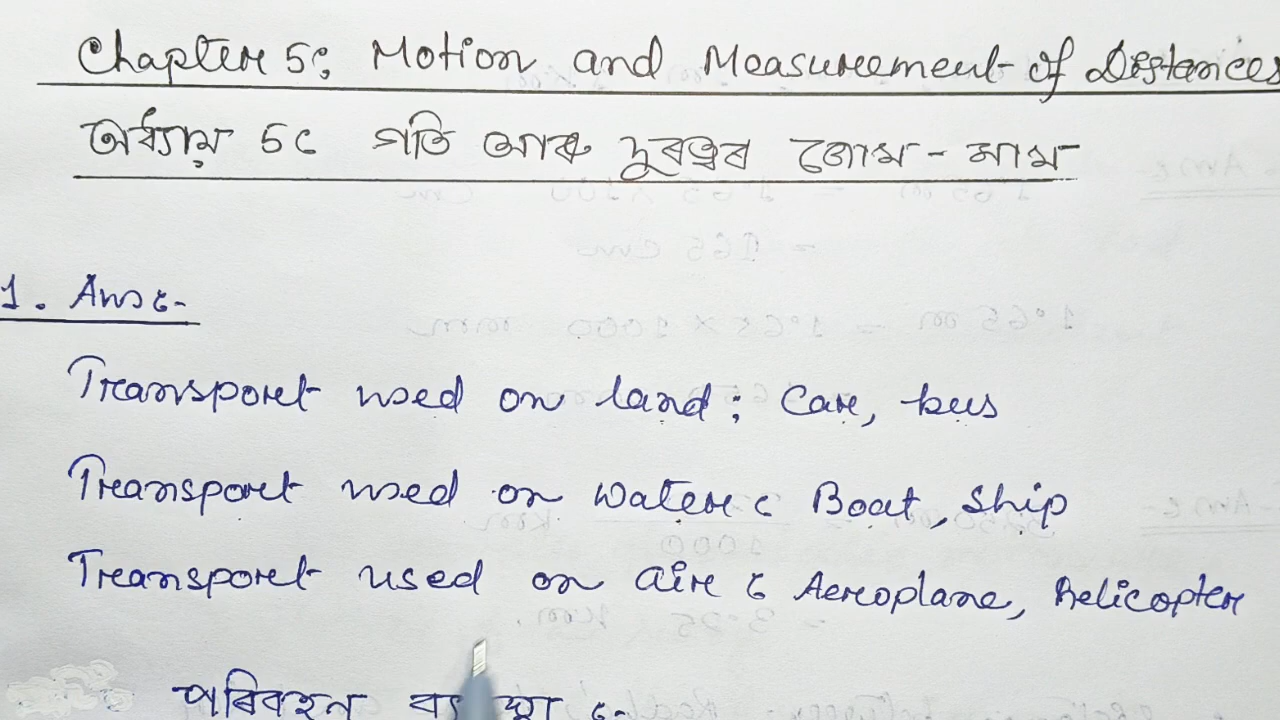 Chapter 5: Motion and Measurement of Distances
অধ্যায় 5: গতি আৰু দূৰত্বৰ জোখ-মাখ
1. Ans:-
Transport used on land: Car, bus
Transport used on water: Boat, Ship
Transport used on air: Aeroplane, Helicopter
পৰিবহন